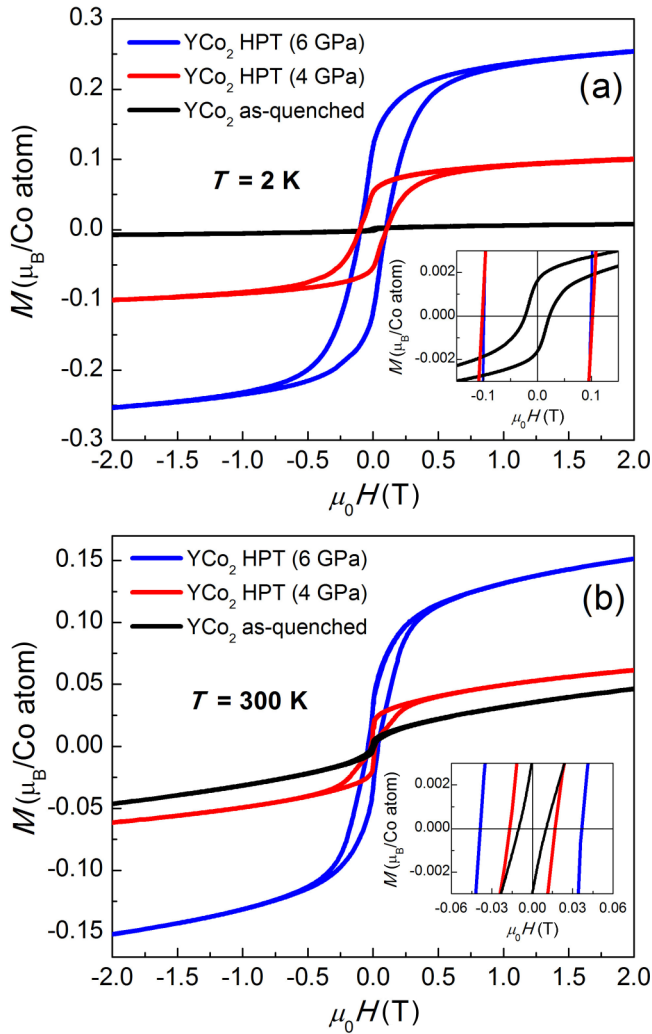 0.3
0.2
0.1
0.0
-0.1
-0.2
-0.3
M (μB/Co atom)
YCo2 HPT (6 GPa)
YCo2 HPT (4 GPa)
YCo2 as-quenched
(a)
T = 2 K
0.002
0.000
-0.002
M (μB/Co atom)
-0.1 0.0 0.1
μ0H (T)
-2.0 -1.5 -1.0 -0.5 0.0 0.5 1.0 1.5 2.0
μ0H (T)
0.15
0.10
0.05
0.00
-0.05
-0.10
-0.15
M (μB/Co atom)
YCo2 HPT (6 GPa)
YCo2 HPT (4 GPa)
YCo2 as-quenched
(b)
T = 300 K
0.002
0.000
-0.002
M (μB/Co atom)
-0.06 -0.03 0.00 0.03 0.06
μ0H (T)
-2.0 -1.5 -1.0 -0.5 0.0 0.5 1.0 1.5 2.0
μ0H (T)